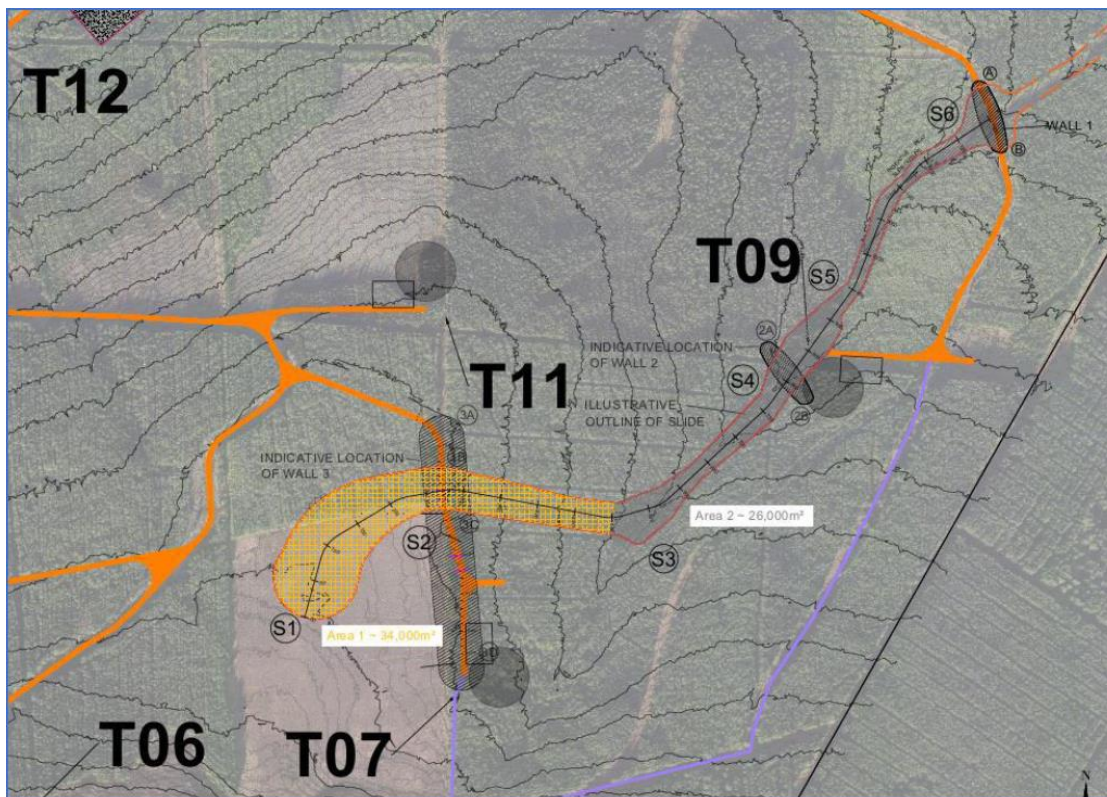 T12
A
S6
WALL 1
B
T09
S5
2A
INDICATIVE LOCATION
OF WALL 2
S4
T11
ILLUSTRATIVE
OUTLINE OF SLIDE
2B
3A
INDICATIVE LOCATION
OF WALL 3
3B
S2
3C
Area 2 ~ 26,000m²
S3
S1
Area 1 ~ 34,000m²
3D
T06
T07
N